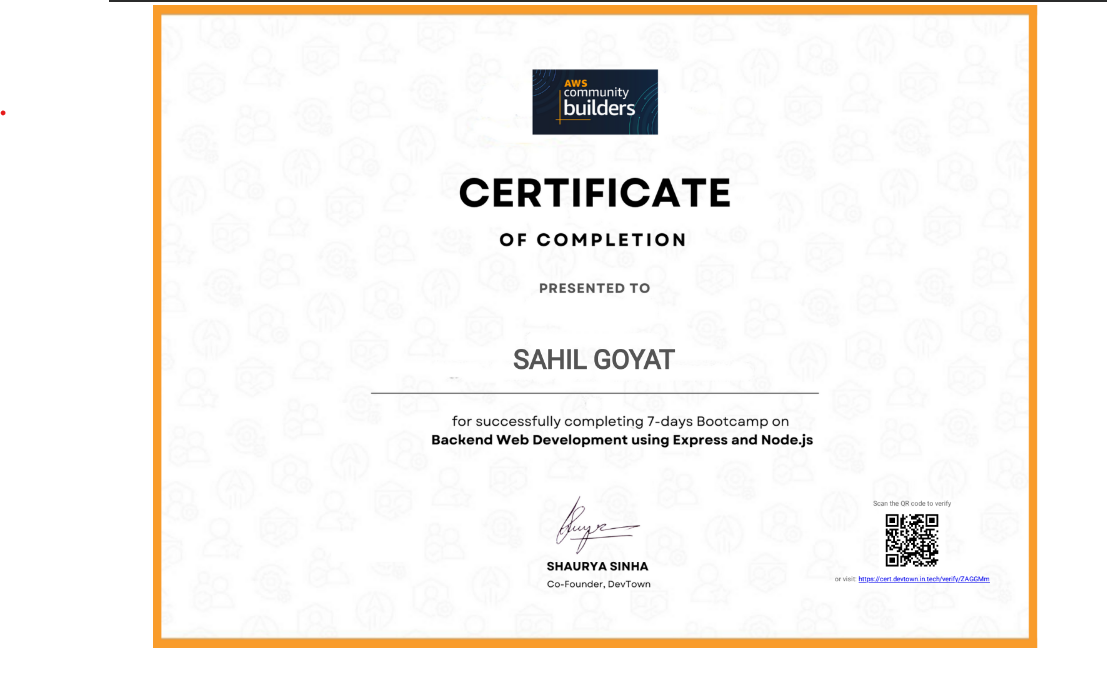 AWS
community
builders
CERTIFICATE
OF COMPLETION
PRESENTED TO
SAHIL GOYAT
for successfully completing 7-days Bootcamp on
Backend Web Development using Express and Node.js
Scan the QR code to verify
SHAURYA SINHA
Co-Founder, DevTown
or visit: https://cert.devtown.in.tech/verify/ZAGGMm